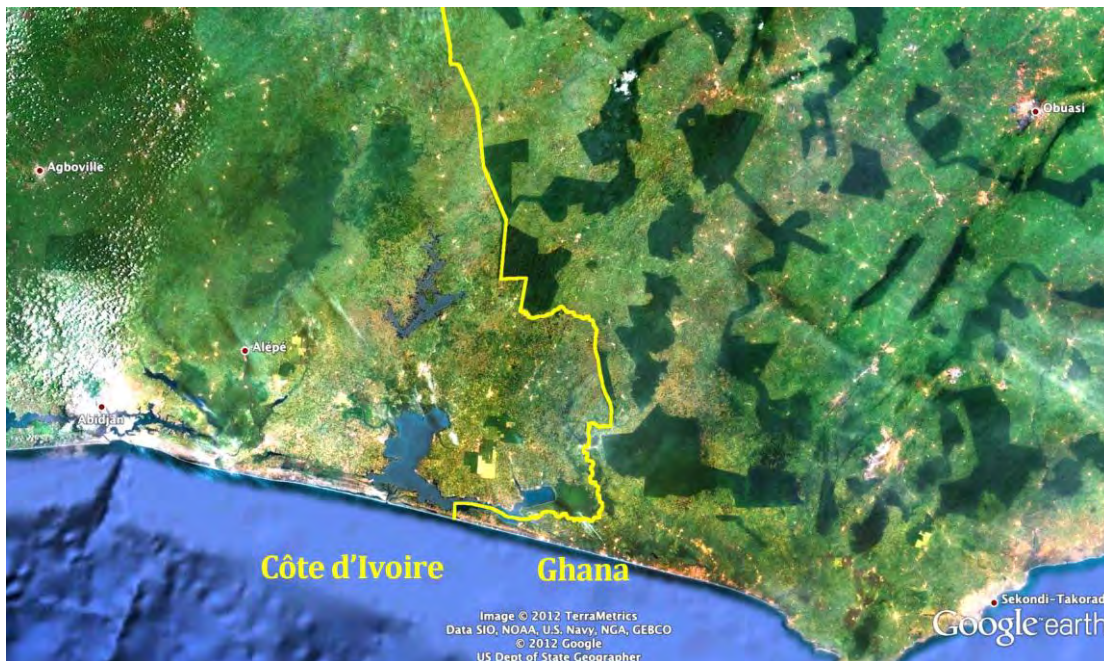 Obuasi
Agboville
Alépé
Abidjan
Côte d'Ivoire
Ghana
Sekondi-Takorad
Image © 2012 TerraMetrics
Data SIO, NOAA, U.S. Navy, NGA, GEBCO
© 2012 Google
US Dept of State Geographer
Google earth